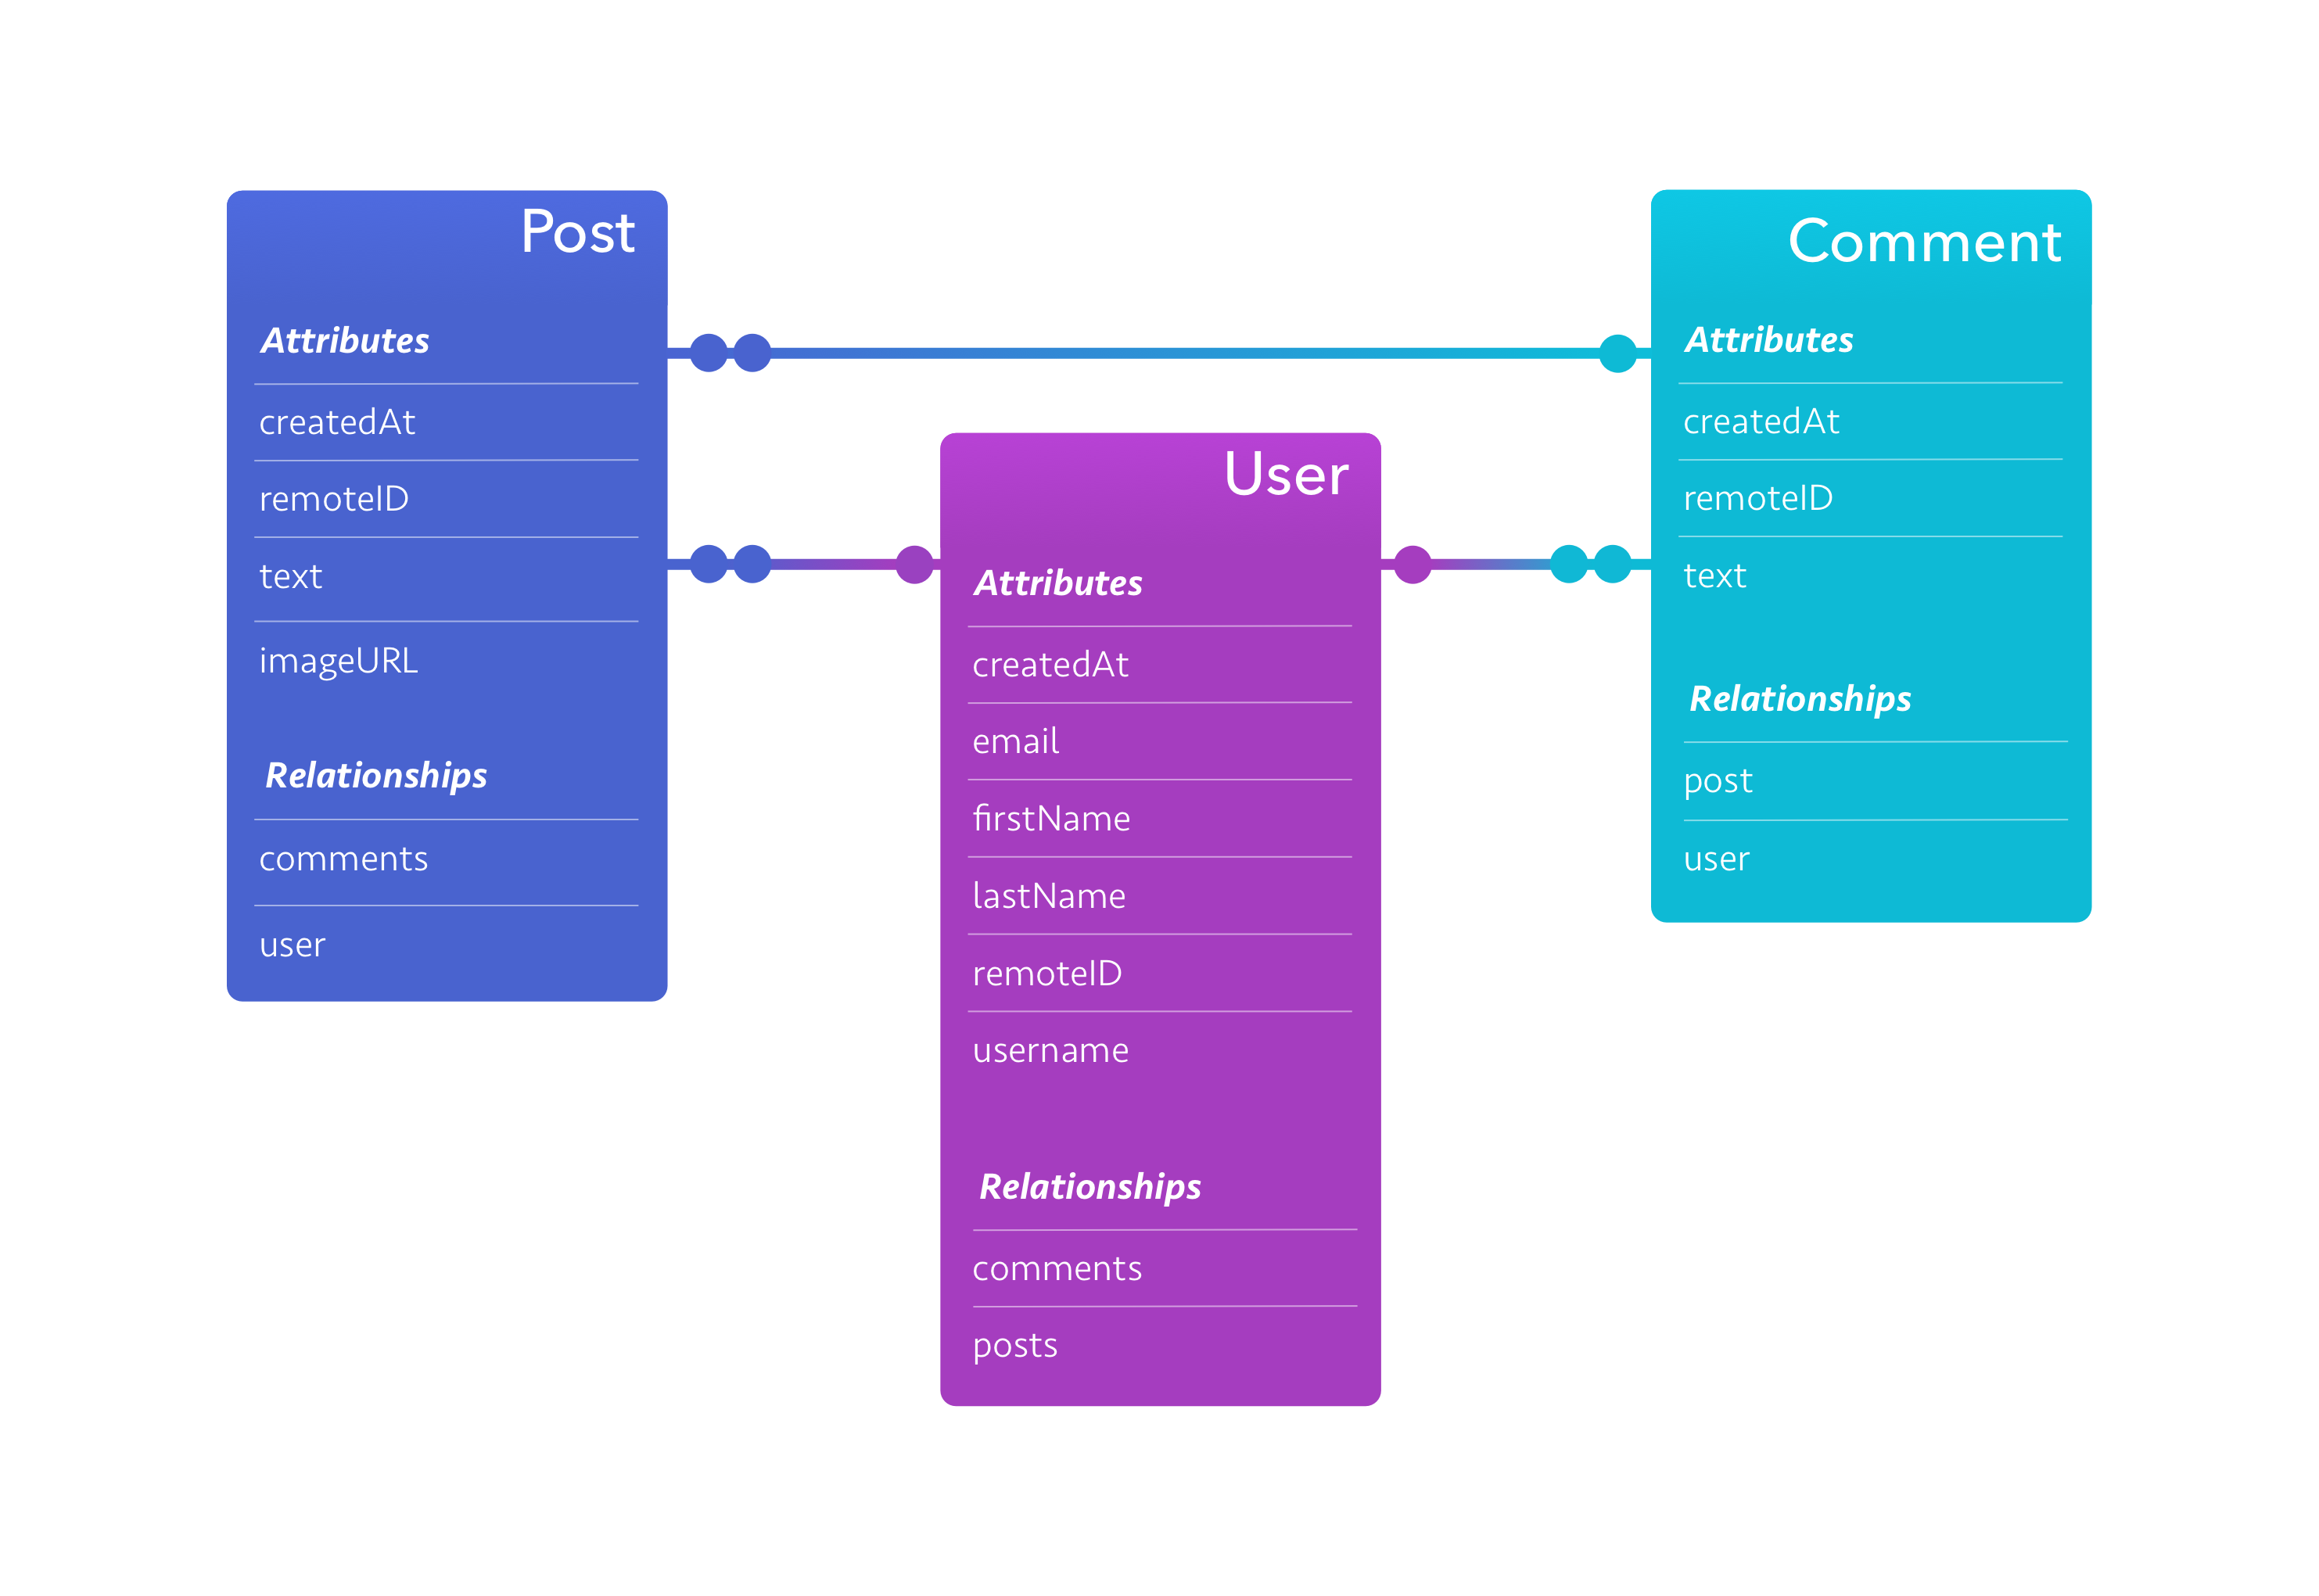 Post
Attributes
createdAt
remoteID
text
imageURL
Relationships
comments
user
User
Attributes
createdAt
email
firstName
lastName
remoteID
username
Relationships
comments
posts
Comment
Attributes
createdAt
remoteID
text
Relationships
post
user